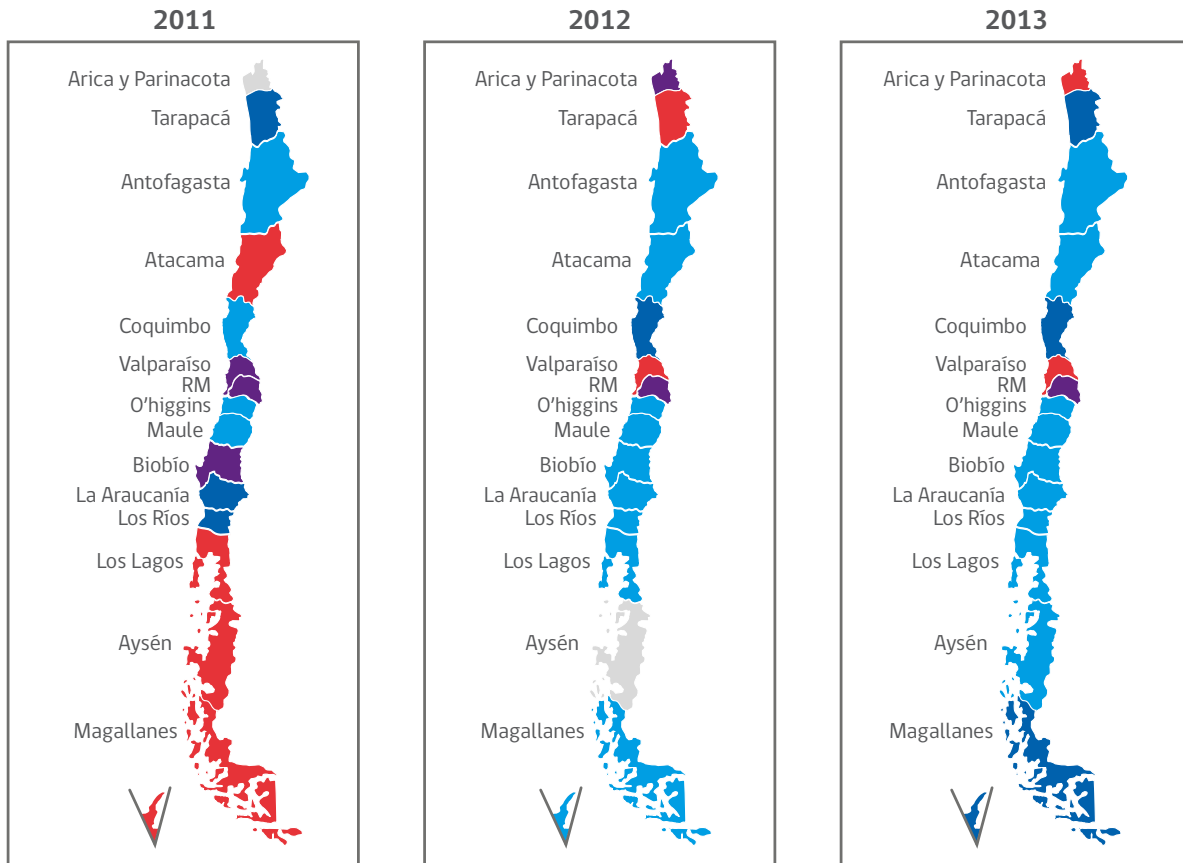 2011
Arica y Parinacota
Tarapacá
Antofagasta
Atacama
Coquimbo
Valparaíso
RM
O'higgins
Maule
Biobío
La Araucanía
Los Ríos
Los Lagos
Aysén
Magallanes
2012
Arica y Parinacota
Tarapacá
Antofagasta
Atacama
Coquimbo
Valparaíso
RM
O'higgins
Maule
Biobío
La Araucanía
Los Ríos
Los Lagos
Aysén
Magallanes
2013
Arica y Parinacota
Tarapacá
Antofagasta
Atacama
Coquimbo
Valparaíso
RM
O'higgins
Maule
Biobío
La Araucanía
Los Ríos
Los Lagos
Aysén
Magallanes